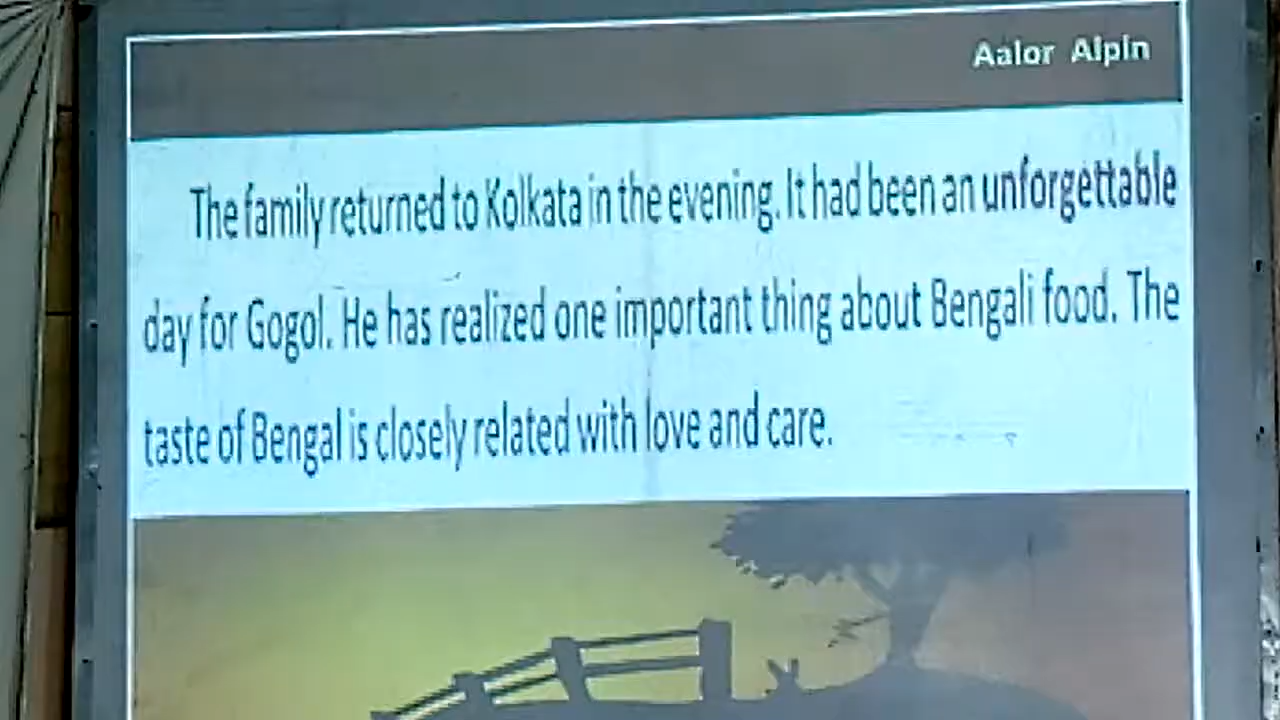 Aalor Alpin
The family returned to Kolkata in the evening. It had been an unforgettable
day for Gogol. He has realized one important thing about Bengali food. The
taste of Bengal is closely related with love and care.